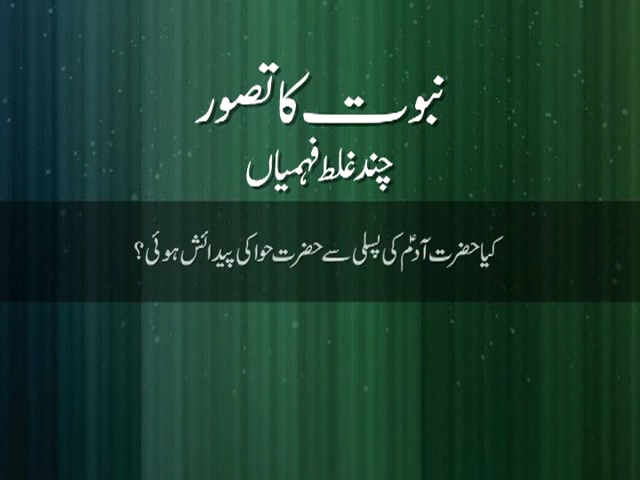 نبوت کا تصور
چند غلط فہمیاں
کیا حضرت آدمؑ کی پسلی سے حضرت حوا کی پیدائش ہوئی؟